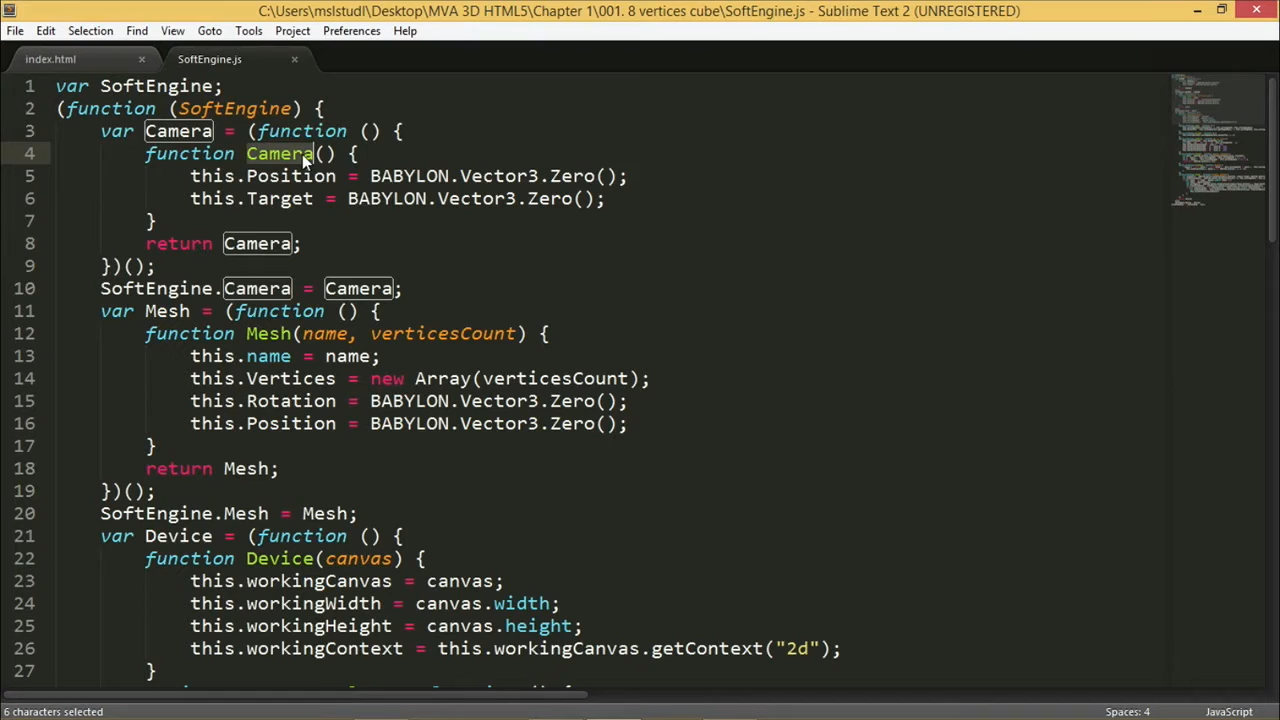 C:\Users\mslstudl\Desktop\MVA 3D HTML5\Chapter 1\001. 8 vertices cube\SoftEngine.js - Sublime Text 2 (UNREGISTERED)
File Edit Selection Find View Goto Tools Project Preferences Help
index.html × SoftEngine.js ×
1 var SoftEngine;
2 (function (SoftEngine) {
3     var Camera = (function () {
4         function Camera() {
5             this.Position = BABYLON.Vector3.Zero();
6             this.Target = BABYLON.Vector3.Zero();
7         }
8         return Camera;
9     })();
10     SoftEngine.Camera = Camera;
11     var Mesh = (function () {
12         function Mesh(name, verticesCount) {
13             this.name = name;
14             this.Vertices = new Array(verticesCount);
15             this.Rotation = BABYLON.Vector3.Zero();
16             this.Position = BABYLON.Vector3.Zero();
17         }
18         return Mesh;
19     })();
20     SoftEngine.Mesh = Mesh;
21     var Device = (function () {
22         function Device(canvas) {
23             this.workingCanvas = canvas;
24             this.workingWidth = canvas.width;
25             this.workingHeight = canvas.height;
26             this.workingContext = this.workingCanvas.getContext("2d");
27         }
6 characters selected Spaces: 4 JavaScript